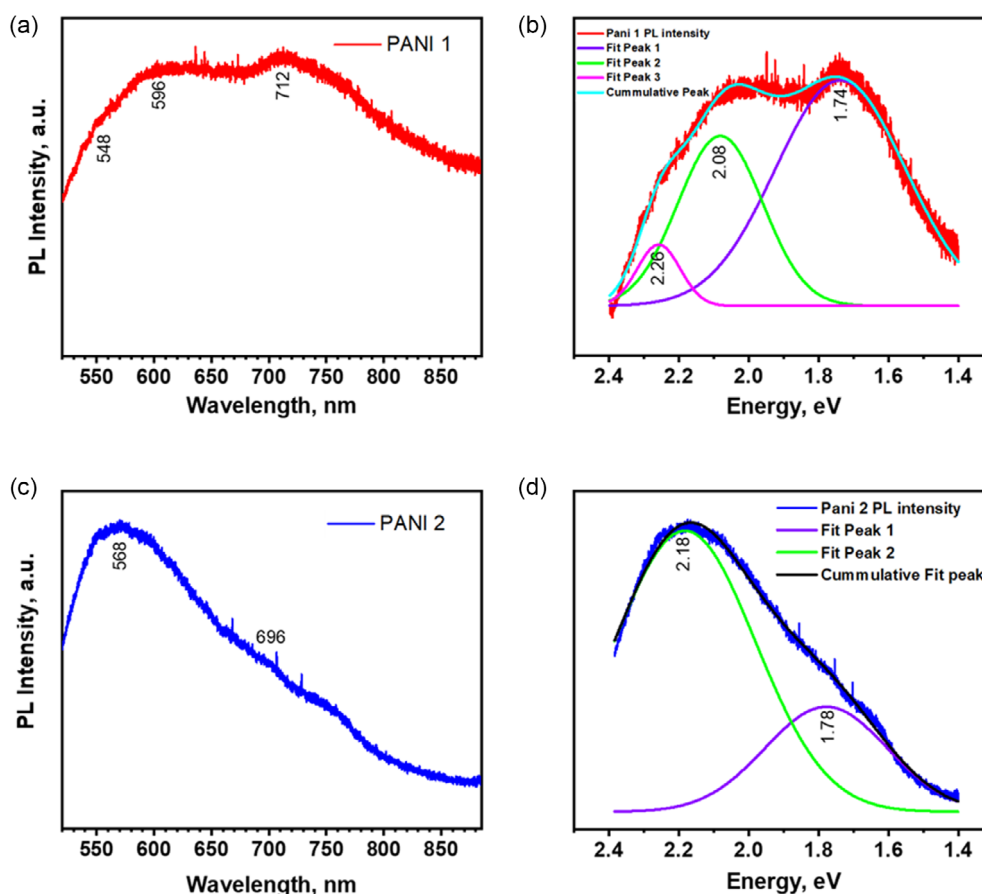 (a)
PANI 1
548
596
712
PL Intensity, a.u.
550 600 650 700 750 800 850
Wavelength, nm
(b)
Pani 1 PL intensity
Fit Peak 1
Fit Peak 2
Fit Peak 3
Cummulative Peak
2.26
2.08
1.74
2.4 2.2 2.0 1.8 1.6 1.4
Energy, eV
(c)
PANI 2
568
696
PL Intensity, a.u.
550 600 650 700 750 800 850
Wavelength, nm
(d)
Pani 2 PL intensity
Fit Peak 1
Fit Peak 2
Cummulative Fit peak
2.18
1.78
2.4 2.2 2.0 1.8 1.6 1.4
Energy, eV